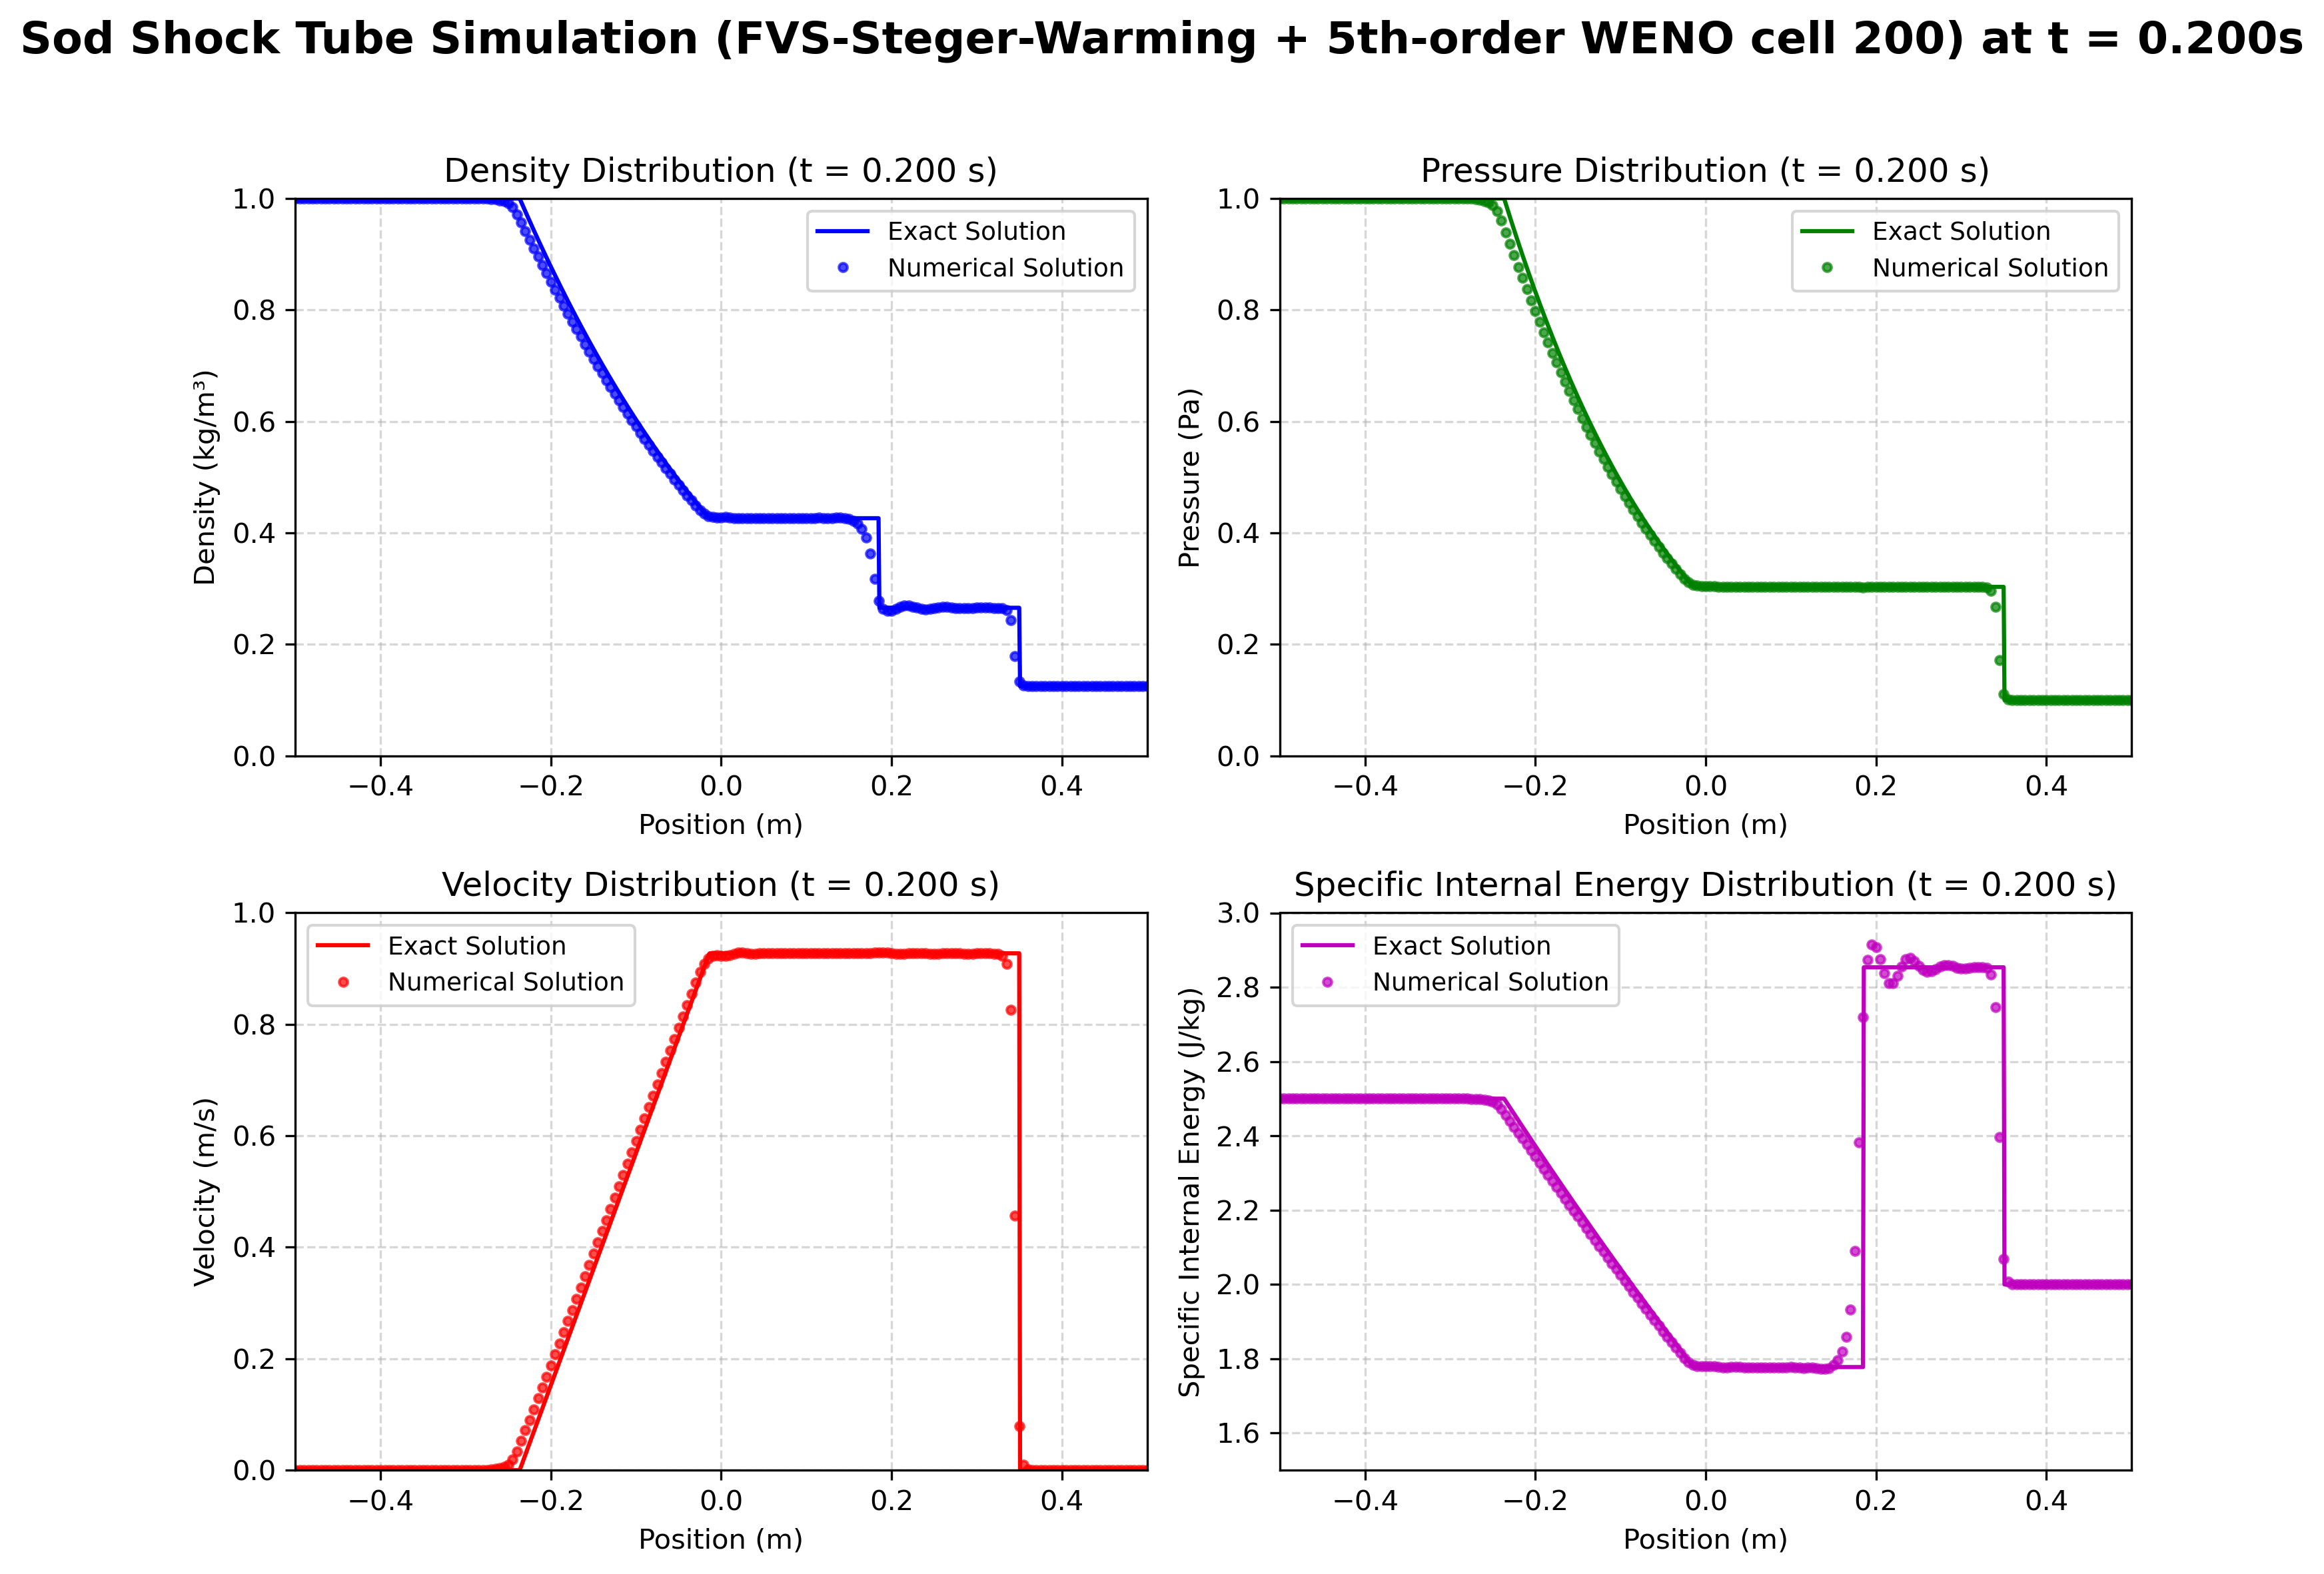 Sod Shock Tube Simulation (FVS-Steger-Warming + 5th-order WENO cell 200) at t = 0.200s
Density Distribution (t = 0.200 s)
Exact Solution
Numerical Solution
Density (kg/m³)
1.0
0.8
0.6
0.4
0.2
0.0
−0.4
−0.2
0.0
0.2
0.4
Position (m)
Pressure Distribution (t = 0.200 s)
Exact Solution
Numerical Solution
Pressure (Pa)
1.0
0.8
0.6
0.4
0.2
0.0
−0.4
−0.2
0.0
0.2
0.4
Position (m)
Velocity Distribution (t = 0.200 s)
Exact Solution
Numerical Solution
Velocity (m/s)
1.0
0.8
0.6
0.4
0.2
0.0
−0.4
−0.2
0.0
0.2
0.4
Position (m)
Specific Internal Energy Distribution (t = 0.200 s)
Exact Solution
Numerical Solution
Specific Internal Energy (J/kg)
3.0
2.8
2.6
2.4
2.2
2.0
1.8
1.6
−0.4
−0.2
0.0
0.2
0.4
Position (m)